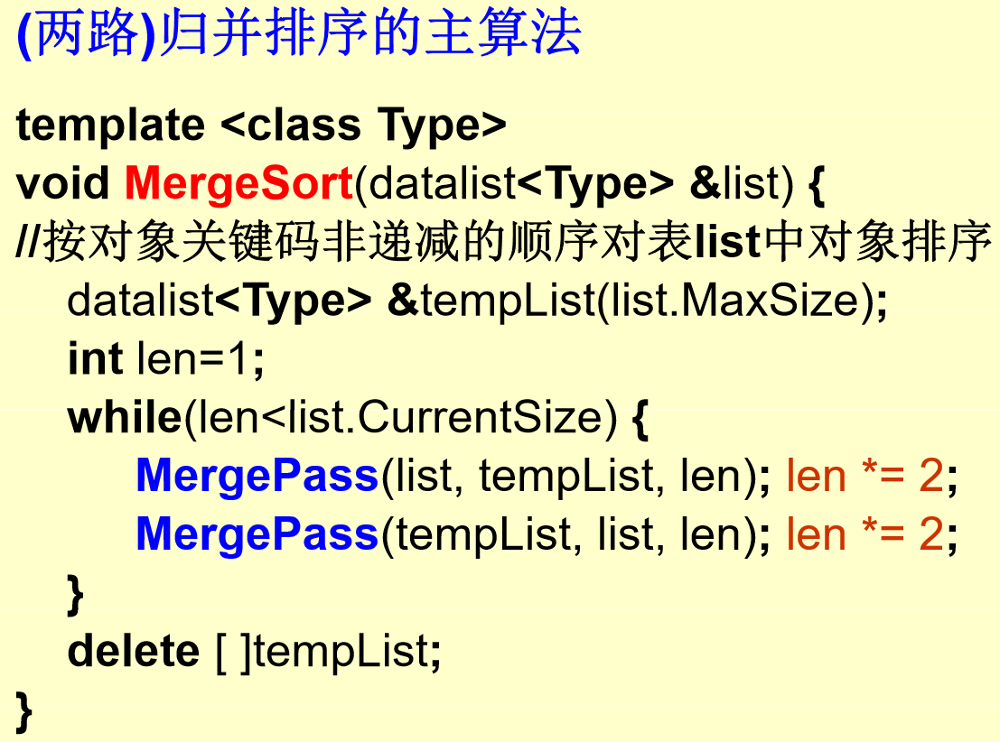 (两路)归并排序的主算法
template <class Type>
void MergeSort(datalist<Type> &list) {
//按对象关键码非递减的顺序对表list中对象排序
datalist<Type> &tempList(list.MaxSize);
int len=1;
while(len<list.CurrentSize) {
MergePass(list, tempList, len); len *= 2;
MergePass(tempList, list, len); len *= 2;
}
delete [ ]tempList;
}